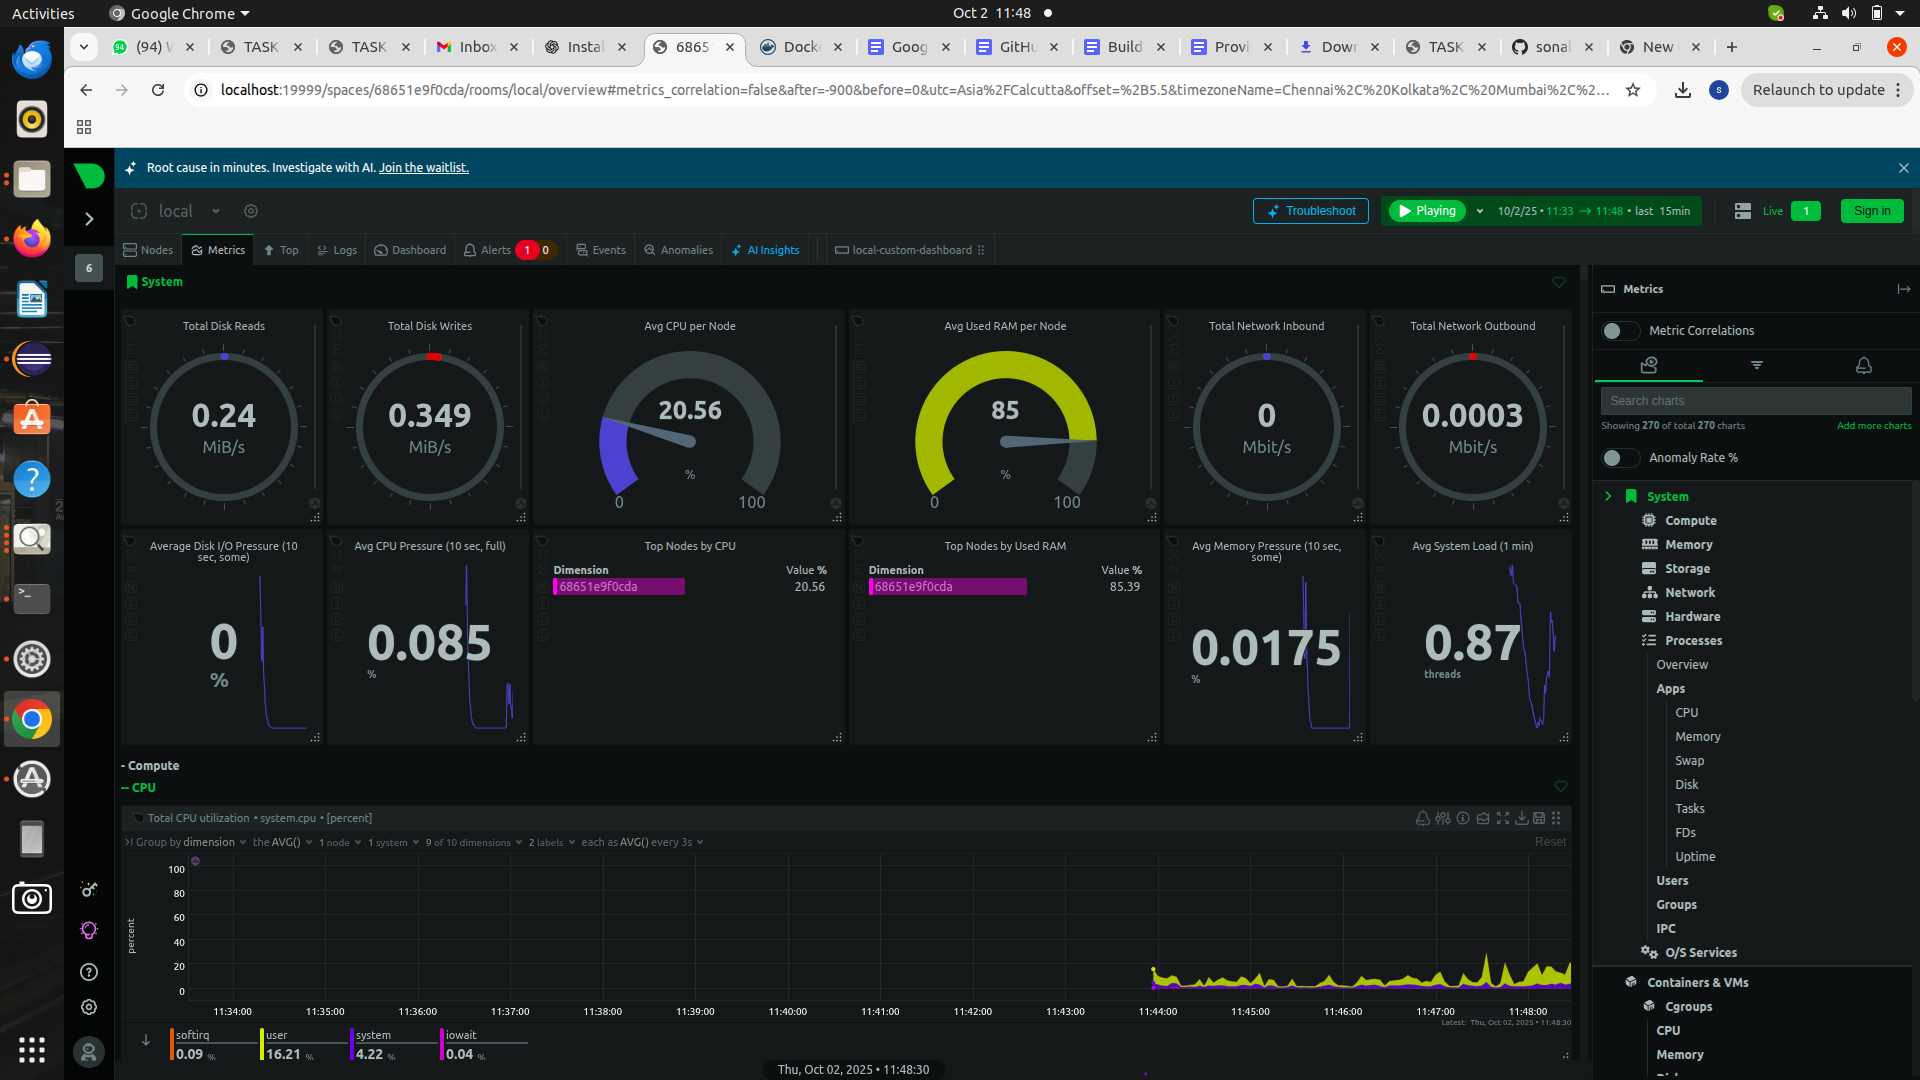 Activities
Google Chrome
Oct 2 11:48
(94) W
TASK
TASK
Inbox
Instal
6865
Docke
Goog
GitHu
Build
Provi
Down
TASK
sonal
New
localhost:19999/spaces/68651e9f0cda/rooms/local/overview#metrics_correlation=false&after=-900&before=0&utc=Asia%2FCalcutta&offset=%2B5.5&timezoneName=Chennai%2C%20Kolkata%2C%20Mumbai%2C%2...
S
Relaunch to update
Root cause in minutes. Investigate with AI. Join the waitlist.
local
Troubleshoot
Playing
10/2/25 • 11:33 → 11:48 • last 15min
Live
1
Sign in
Nodes
Metrics
Top
Logs
Dashboard
Alerts
1
0
Events
Anomalies
AI Insights
local-custom-dashboard
6
System
Total Disk Reads
0.24
MiB/s
Total Disk Writes
0.349
MiB/s
Avg CPU per Node
20.56
%
0
100
Avg Used RAM per Node
85
%
0
100
Total Network Inbound
0
Mbit/s
Total Network Outbound
0.0003
Mbit/s
Average Disk I/O Pressure (10
sec, some)
0
%
Avg CPU Pressure (10 sec, full)
0.085
%
Top Nodes by CPU
Dimension
Value %
68651e9f0cda
20.56
Top Nodes by Used RAM
Dimension
Value %
68651e9f0cda
85.39
Avg Memory Pressure (10 sec,
some)
0.0175
%
Avg System Load (1 min)
0.87
threads
- Compute
-- CPU
Total CPU utilization • system.cpu • [percent]
Group by dimension
the AVG()
1 node
1 system
9 of 10 dimensions
2 labels
each as AVG() every 3s
Reset
percent
100
80
60
40
20
0
11:34:00
11:35:00
11:36:00
11:37:00
11:38:00
11:39:00
11:40:00
11:41:00
11:42:00
11:43:00
11:44:00
11:45:00
11:46:00
11:47:00
11:48:00
Latest: Thu, Oct 02, 2025 • 11:48:30
softirq
0.09 %
user
16.21 %
system
4.22 %
iowait
0.04 %
Thu, Oct 02, 2025 • 11:48:30
Metrics
Metric Correlations
Search charts
Showing 270 of total 270 charts
Add more charts
Anomaly Rate %
System
Compute
Memory
Storage
Network
Hardware
Processes
Overview
Apps
CPU
Memory
Swap
Disk
Tasks
FDs
Uptime
Users
Groups
IPC
O/S Services
Containers & VMs
Cgroups
CPU
Memory